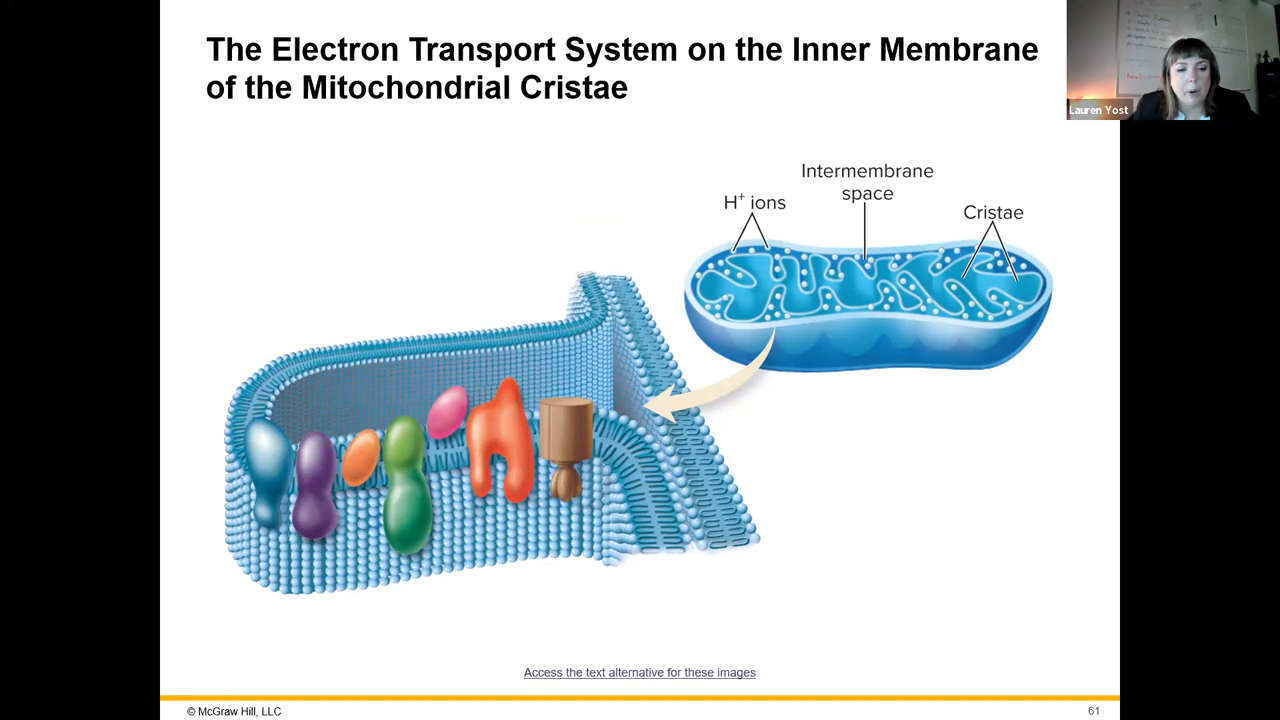 The Electron Transport System on the Inner Membrane
of the Mitochondrial Cristae
Lauren Yost
Intermembrane
space
H+ ions
Cristae
Access the text alternative for these images
© McGraw Hill, LLC
61